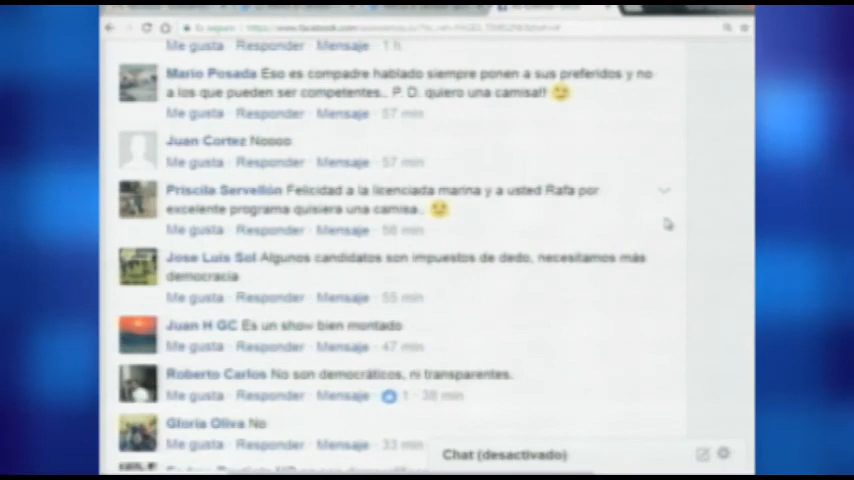 Es seguro
https://www.facebook.com
Me gusta · Responder · Mensaje · 1 h
Mario Posada Eso es compadre hablado siempre ponen a sus preferidos y no
a los que pueden ser competentes.. P. D. quiero una camisa!!
Me gusta · Responder · Mensaje · 57 min
Juan Cortez Noooo
Me gusta · Responder · Mensaje · 57 min
Priscila Servellón Felicidad a la licenciada marina y a usted Rafa por
excelente programa quisiera una camisa..
Me gusta · Responder · Mensaje · 56 min
Jose Luis Sol Algunos candidatos son impuestos de dedo, necesitamos más
democracia
Me gusta · Responder · Mensaje · 55 min
Juan H GC Es un show bien montado
Me gusta · Responder · Mensaje · 47 min
Roberto Carlos No son democráticos, ni transparentes.
Me gusta · Responder · Mensaje · 1 · 38 min
Gloria Oliva No
Me gusta · Responder · Mensaje · 33 min
Chat (desactivado)